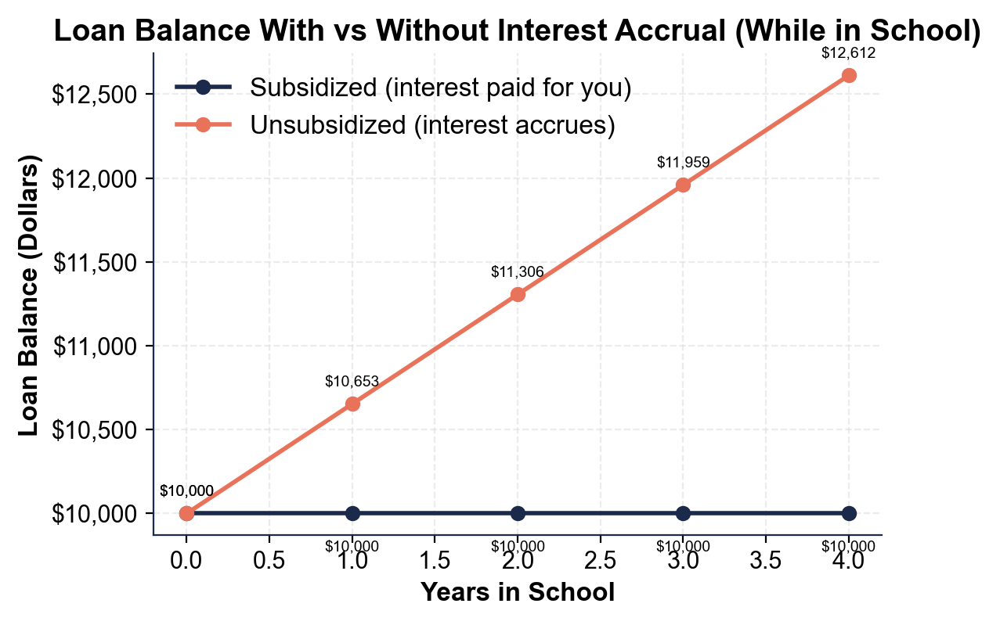 Loan Balance With vs Without Interest Accrual (While in School)
$12,612
Subsidized (interest paid for you)
Unsubsidized (interest accrues)
$12,500
$11,959
$12,000
$11,500
$11,306
$11,000
$10,653
$10,500
$10,000
$10,000
Loan Balance (Dollars)
$10,000 $10,000 $10,000 $10,000
0.0 0.5 1.0 1.5 2.0 2.5 3.0 3.5 4.0
Years in School